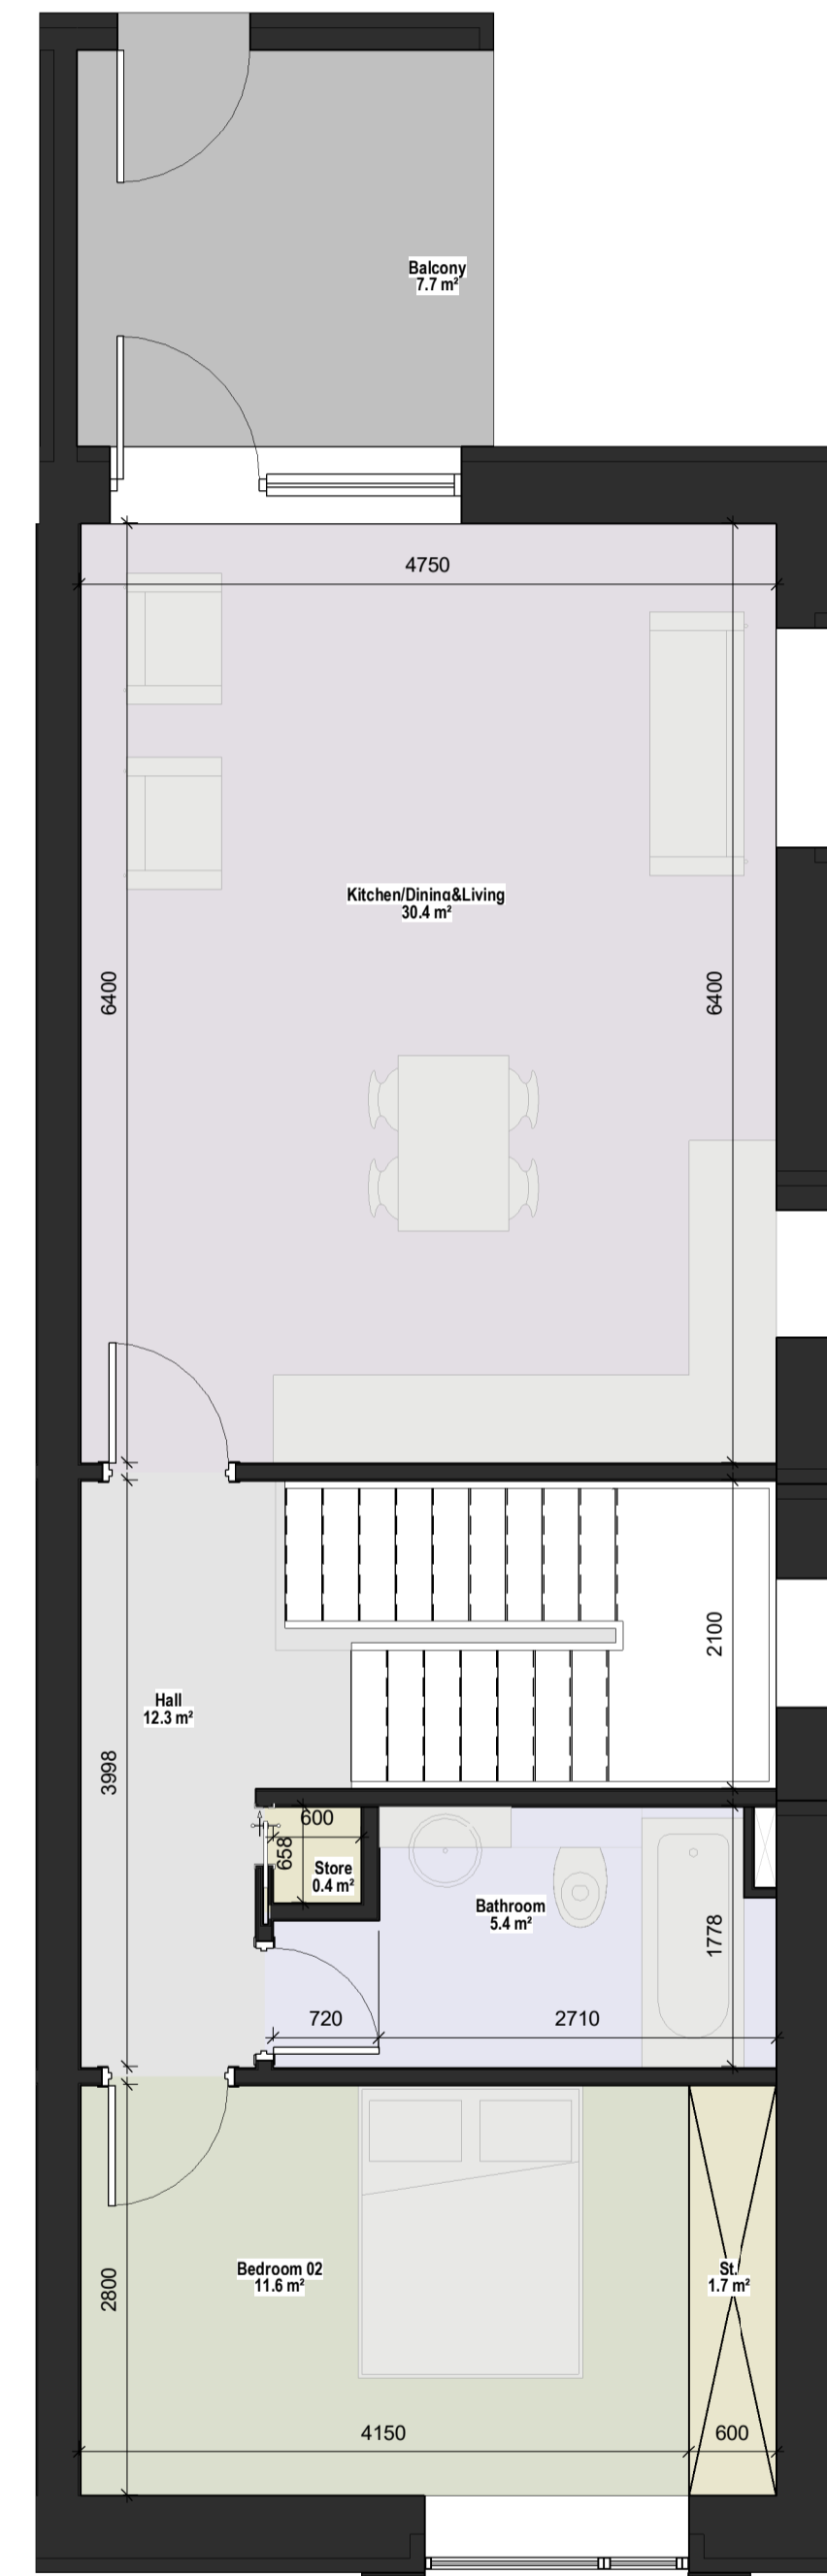 Balcony
7.7 m²
4750
Kitchen/Dining&Living
30.4 m²
6400
6400
2100
Hall
12.3 m²
3998
600
658
Store
0.4 m²
Bathroom
5.4 m²
1778
720
2710
Bedroom 02
11.6 m²
St.
1.7 m²
2800
4150
600